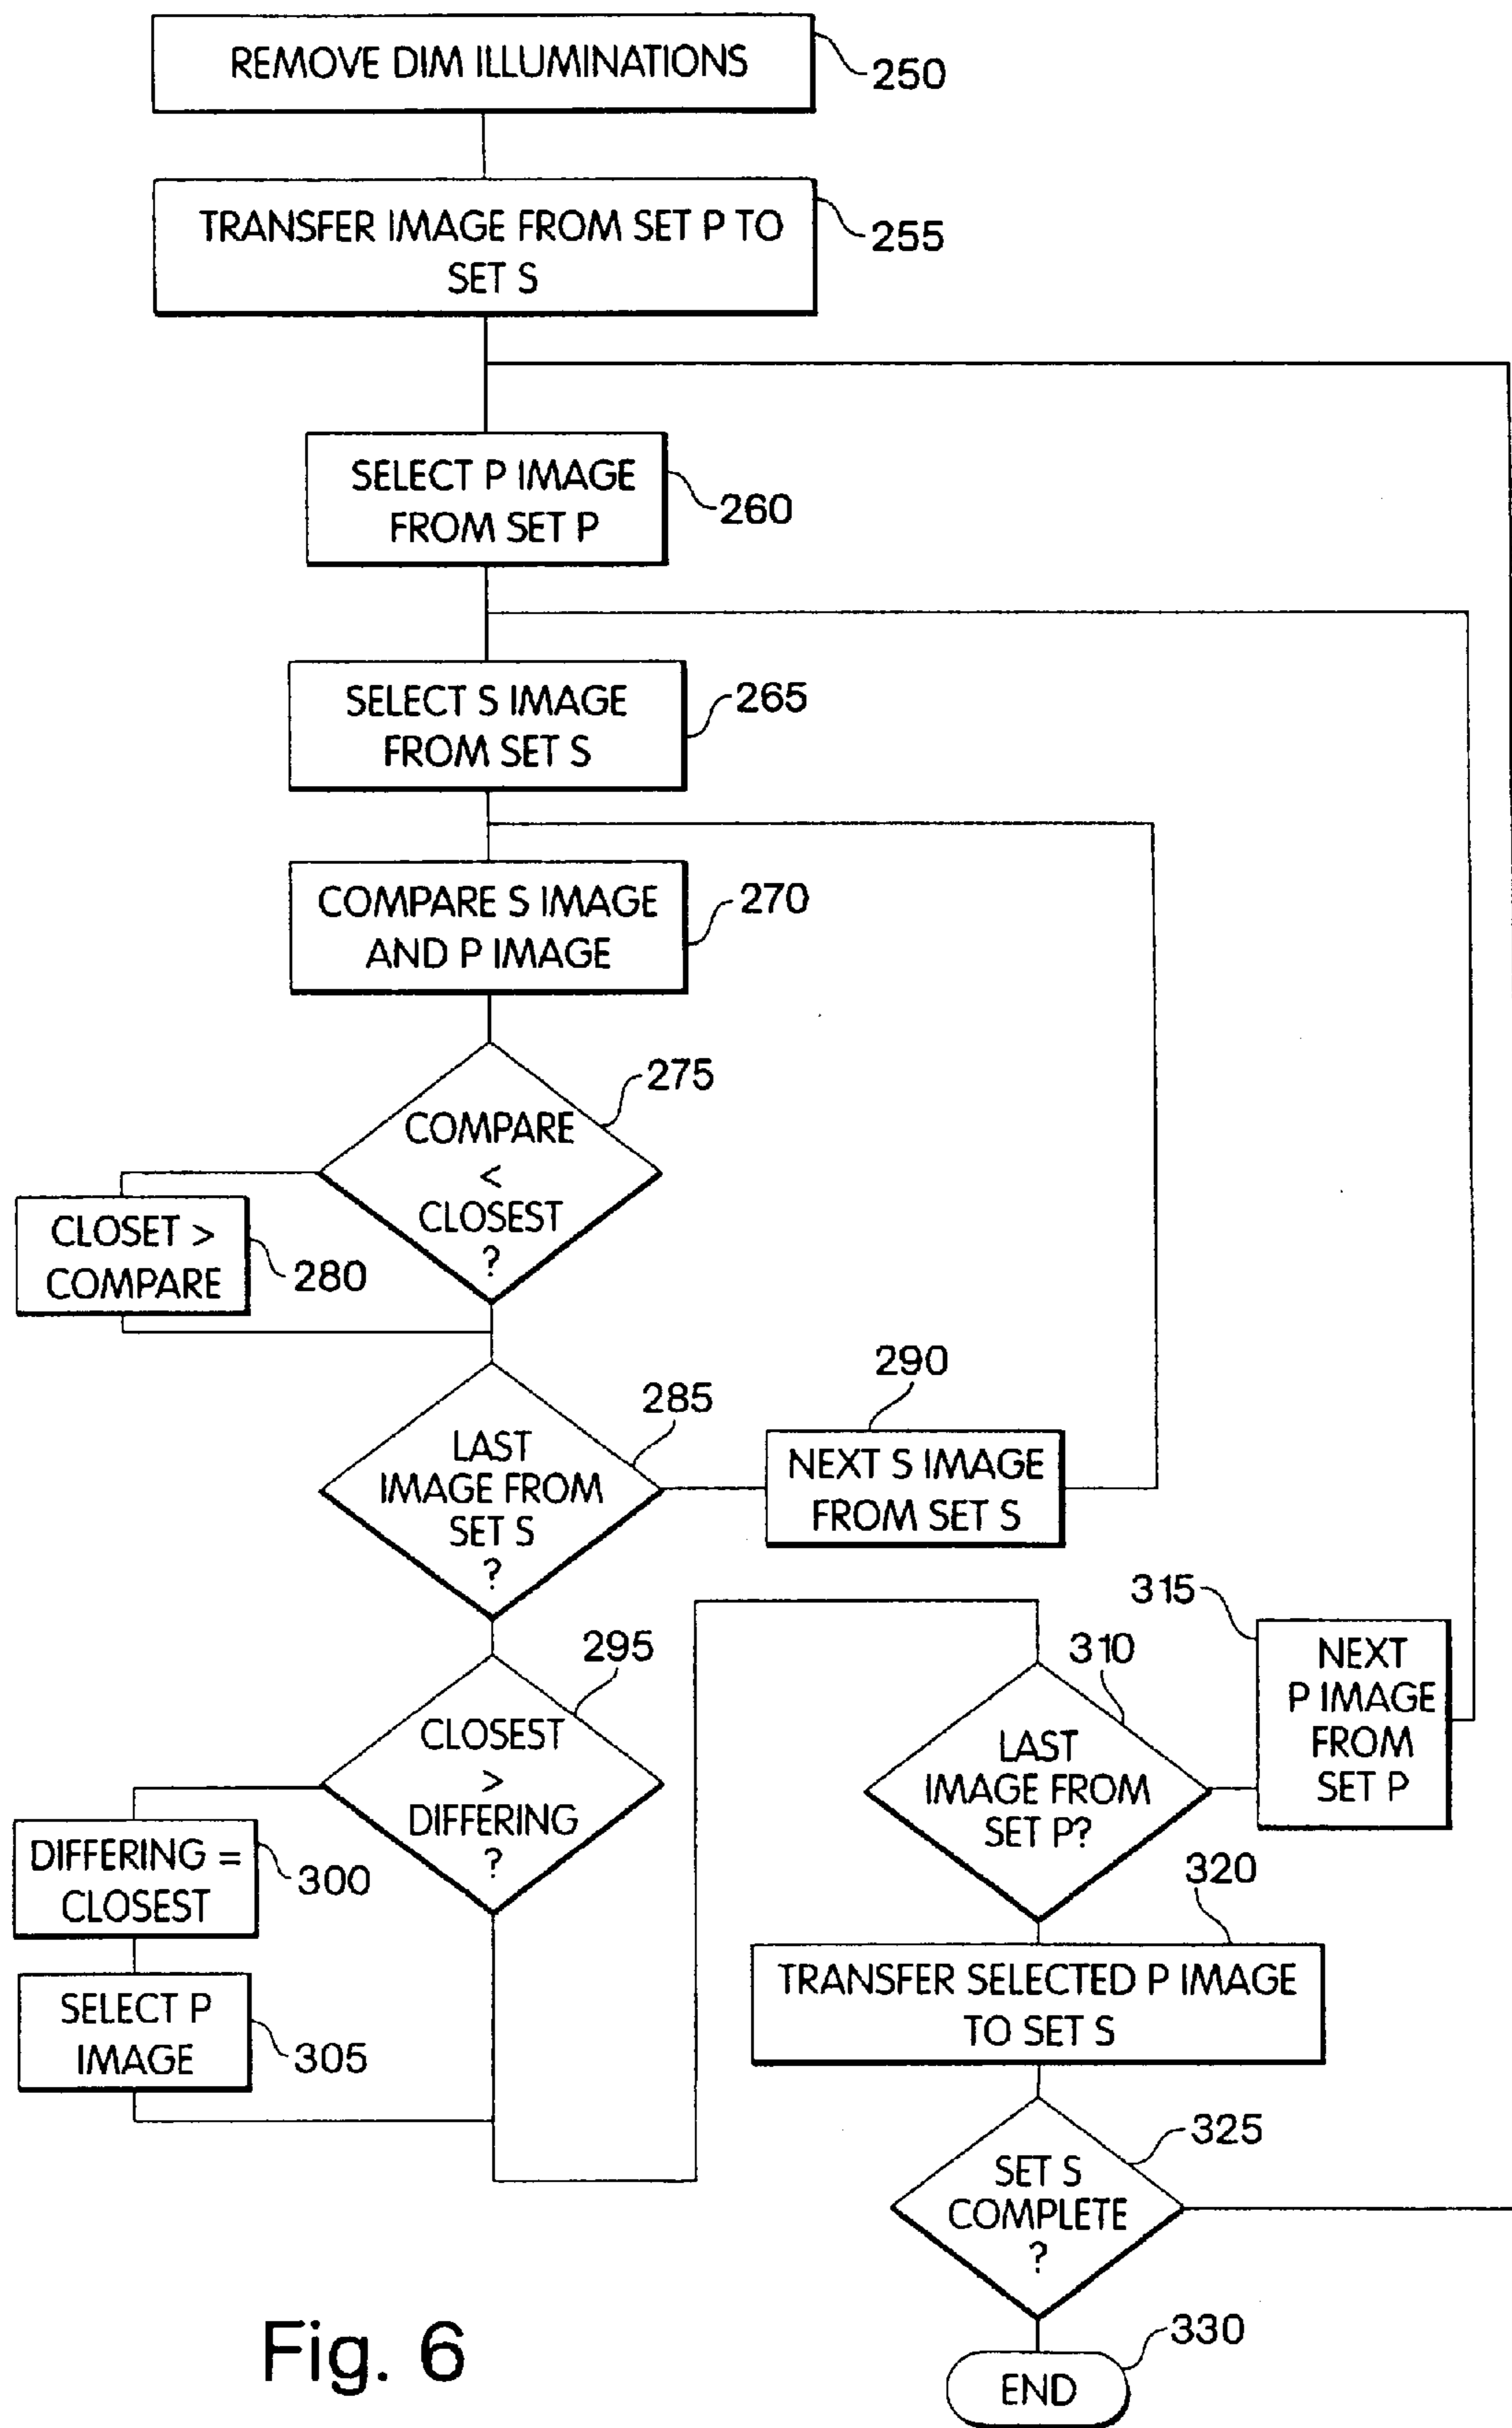 REMOVE DIM ILLUMINATIONS
250
TRANSFER IMAGE FROM SET P TO
SET S
255
SELECT P IMAGE
FROM SET P
260
SELECT S IMAGE
FROM SET S
265
COMPARE S IMAGE
AND P IMAGE
270
COMPARE
<
CLOSEST
?
275
CLOSET >
COMPARE
280
LAST
IMAGE FROM
SET S
?
285
290
NEXT S IMAGE
FROM SET S
CLOSEST
>
DIFFERING
?
295
DIFFERING =
CLOSEST
300
SELECT P
IMAGE
305
LAST
IMAGE FROM
SET P?
310
315
NEXT
P IMAGE
FROM
SET P
320
TRANSFER SELECTED P IMAGE
TO SET S
SET S
COMPLETE
?
325
END
330
Fig. 6